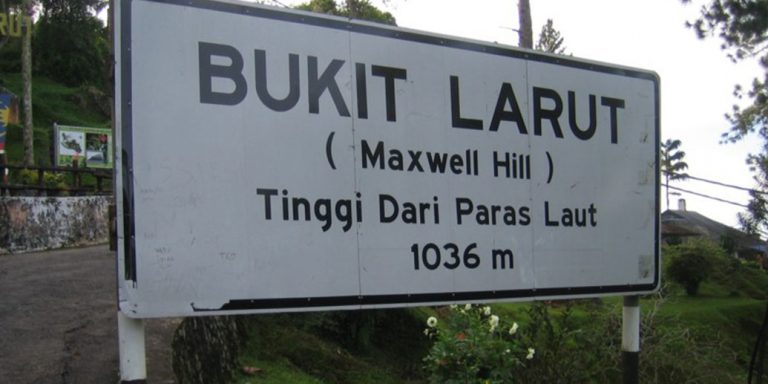 BUKIT LARUT
( Maxwell Hill )
Tinggi Dari Paras Laut
1036 m